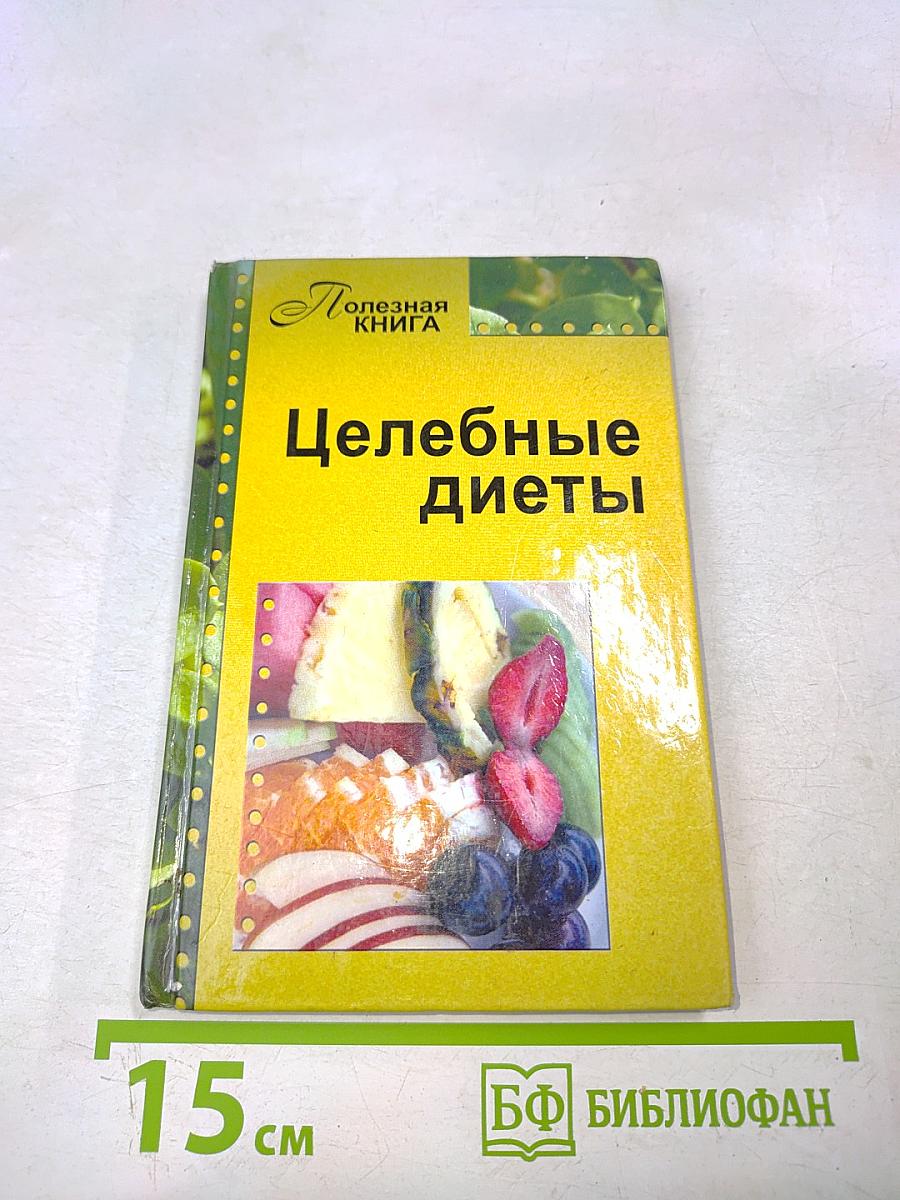 Полезная
КНИГА
Целебные
диеты
15 см
БФ БИБЛИОФАН